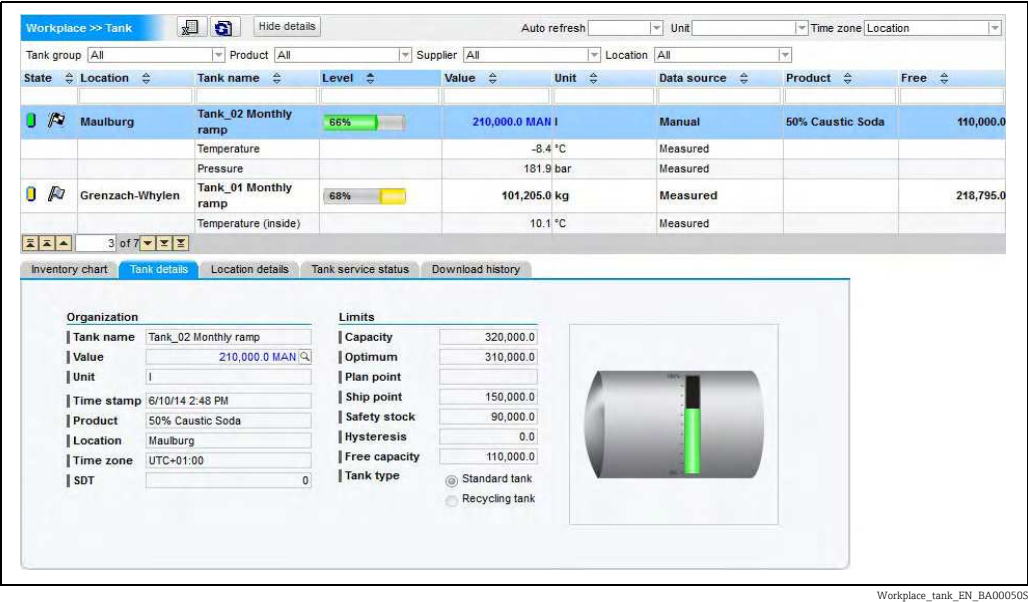 Workplace >> Tank Hide details Auto refresh Unit Time zone Location
Tank group All Product All Supplier All Location All
State Location Tank name Level Value Unit Data source Product Free
Maulburg Tank_02 Monthly ramp 66% 210,000.0 MAN l Manual 50% Caustic Soda 110,000.0
Temperature -8.4 °C Measured
Pressure 181.9 bar Measured
Grenzach-Whylen Tank_01 Monthly ramp 68% 101,205.0 kg Measured 218,795.0
Temperature (inside) 10.1 °C Measured
3 of 7
Inventory chart Tank details Location details Tank service status Download history
Organization Limits
Tank name Tank_02 Monthly ramp Capacity 320,000.0
Value 210,000.0 MAN Optimum 310,000.0
Unit l Plan point
Time stamp 6/10/14 2:48 PM Ship point 150,000.0
Product 50% Caustic Soda Safety stock 90,000.0
Location Maulburg Hysteresis 0.0
Time zone UTC+01:00 Free capacity 110,000.0
SDT 0 Tank type Standard tank
Recycling tank
Workplace_tank_EN_BA00050S